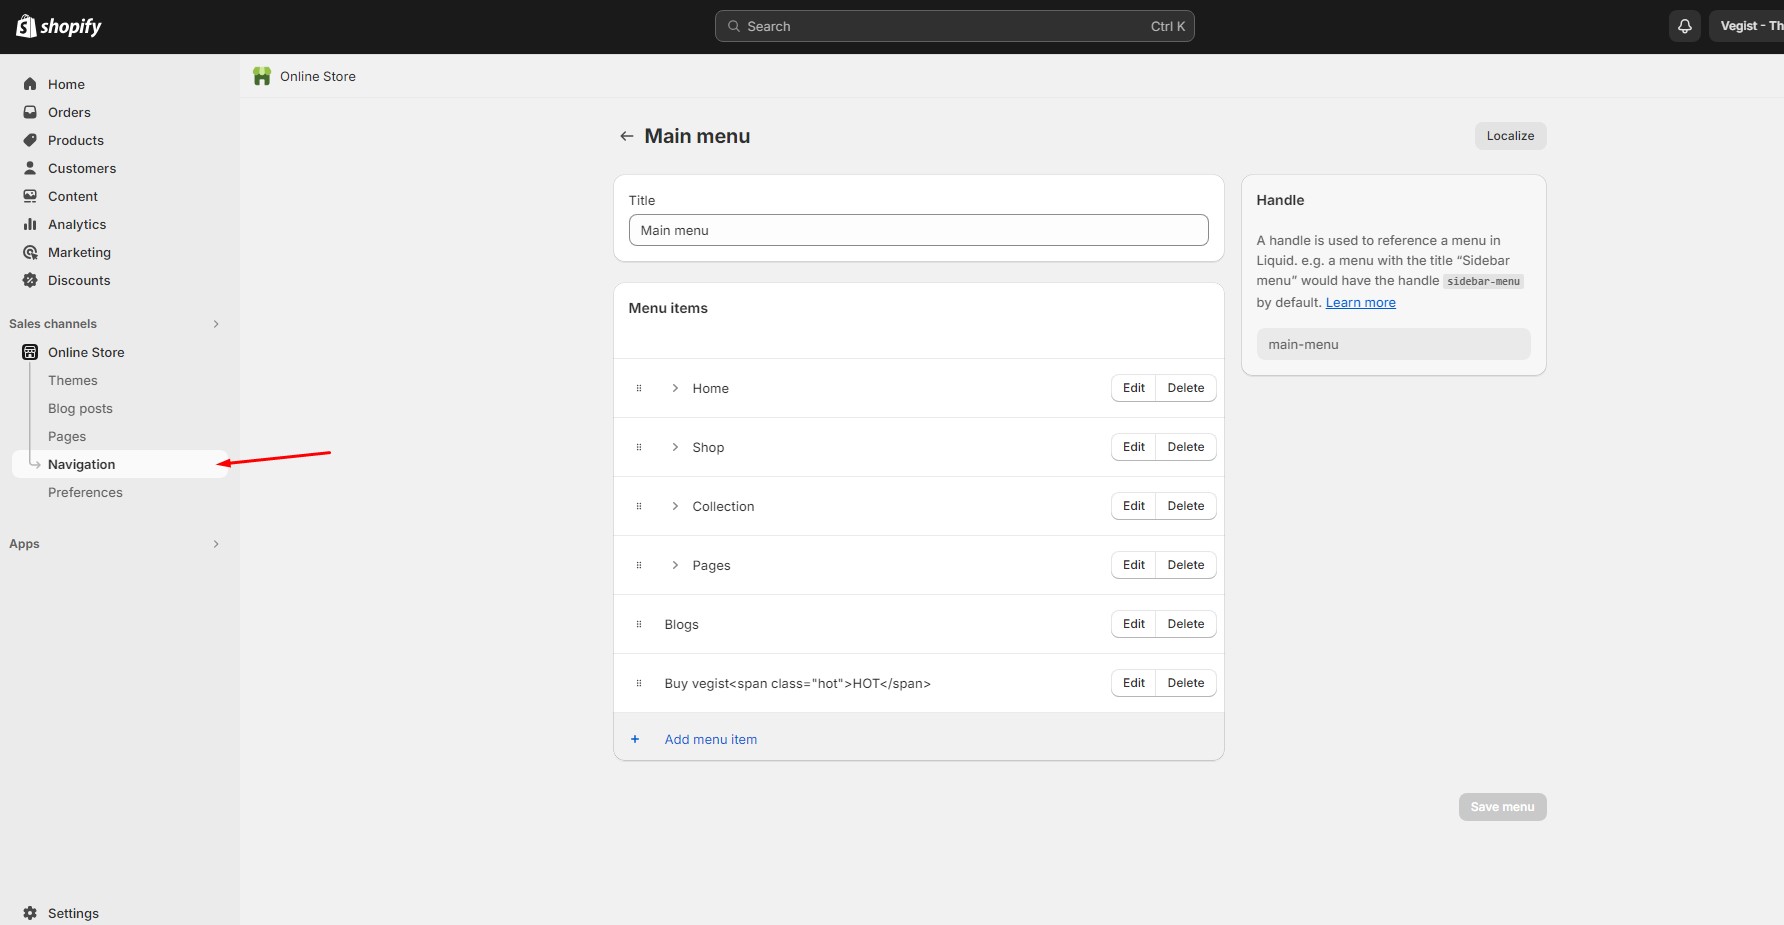 shopify
Search
Ctrl K
Vegist - Th
Home
Orders
Products
Customers
Content
Analytics
Marketing
Discounts
Sales channels
Online Store
Themes
Blog posts
Pages
Navigation
Preferences
Apps
Settings
Online Store
Main menu
Localize
Title
Main menu
Menu items
Home
Edit
Delete
Shop
Edit
Delete
Collection
Edit
Delete
Pages
Edit
Delete
Blogs
Edit
Delete
Buy vegist<span class="hot">HOT</span>
Edit
Delete
+ Add menu item
Handle
A handle is used to reference a menu in
Liquid. e.g. a menu with the title “Sidebar
menu” would have the handle sidebar-menu
by default. Learn more
main-menu
Save menu